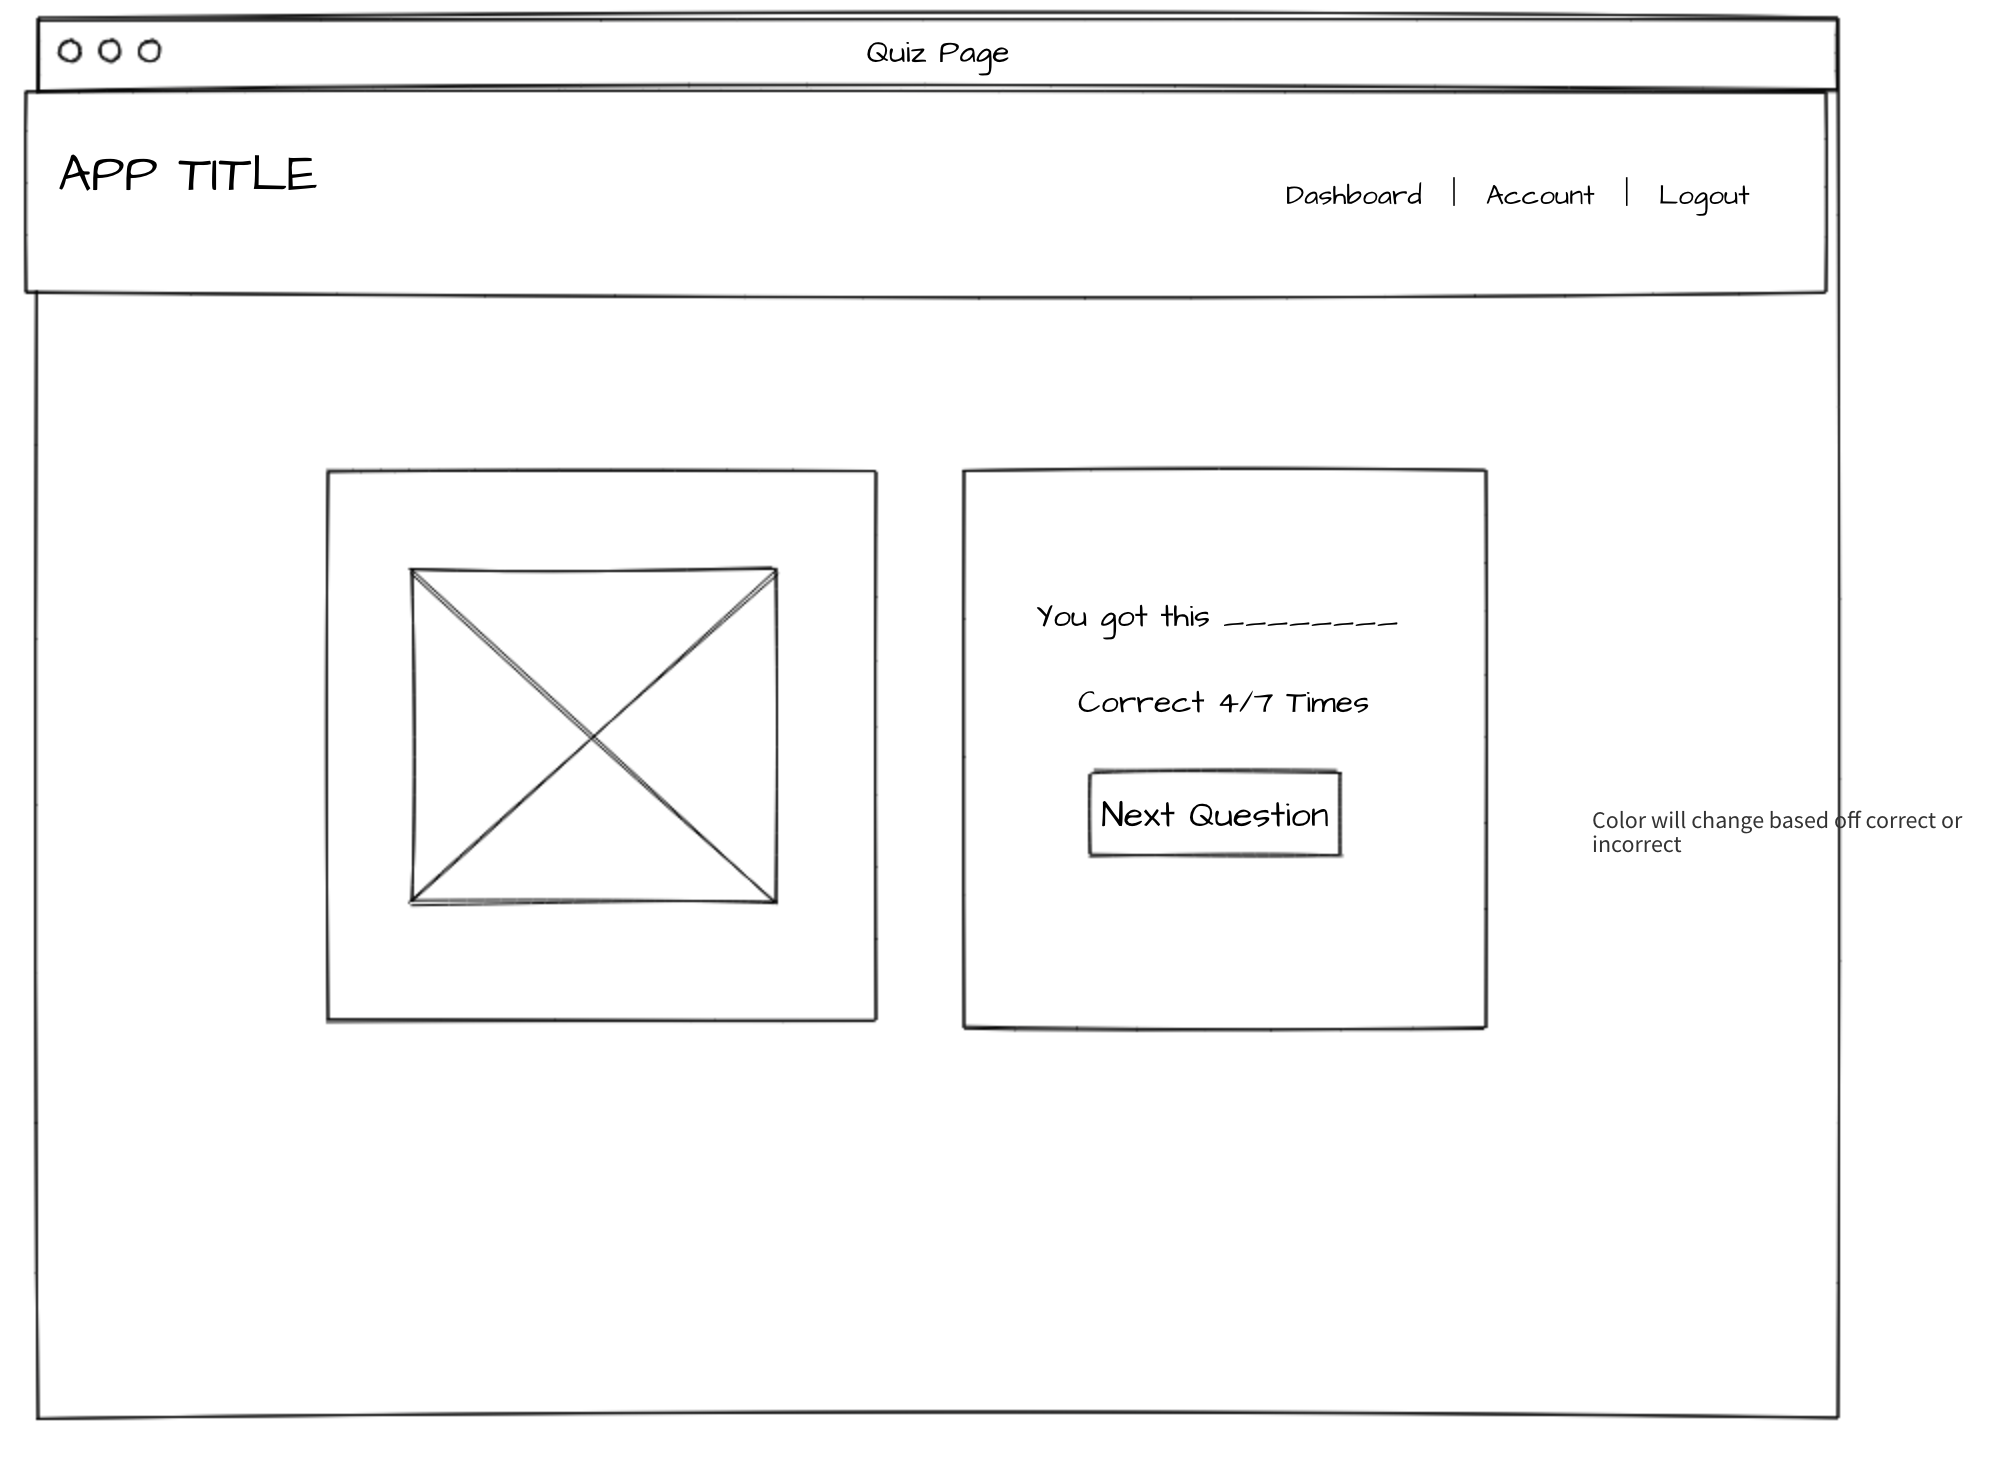 Quiz Page
APP TITLE
Dashboard | Account | Logout
You got this ________
Correct 4/7 Times
Next Question
Color will change based off correct or
incorrect